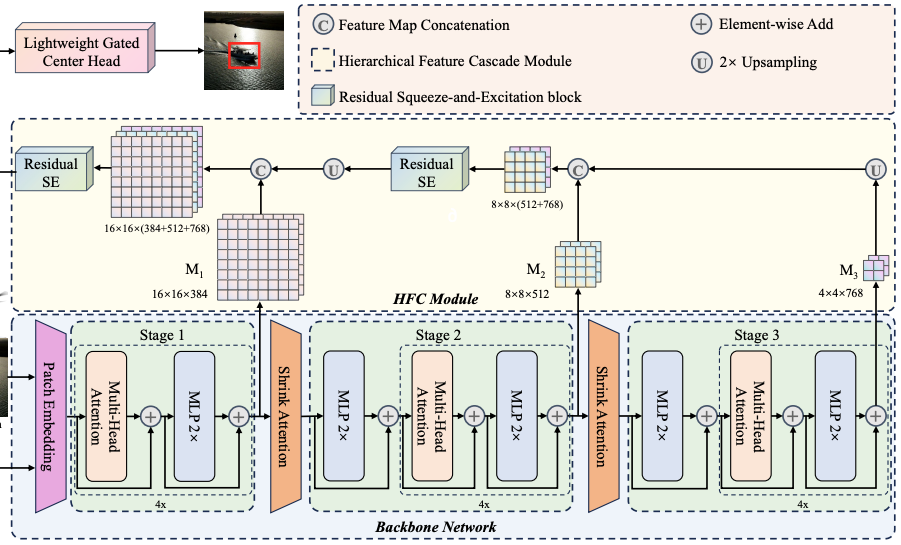 Lightweight Gated
Center Head
C Feature Map Concatenation
+ Element-wise Add
Hierarchical Feature Cascade Module
U 2× Upsampling
Residual Squeeze-and-Excitation block
Residual
SE
C
U
Residual
SE
C
U
16×16×(384+512+768)
8×8×(512+768)
M1
16×16×384
M2
8×8×512
M3
4×4×768
HFC Module
Stage 1
Stage 2
Stage 3
Patch Embedding
Multi-Head
Attention
+
MLP 2×
+
4x
Shrink Attention
MLP 2×
+
Multi-Head
Attention
+
MLP 2×
+
4x
Shrink Attention
MLP 2×
+
Multi-Head
Attention
+
MLP 2×
+
4x
Backbone Network